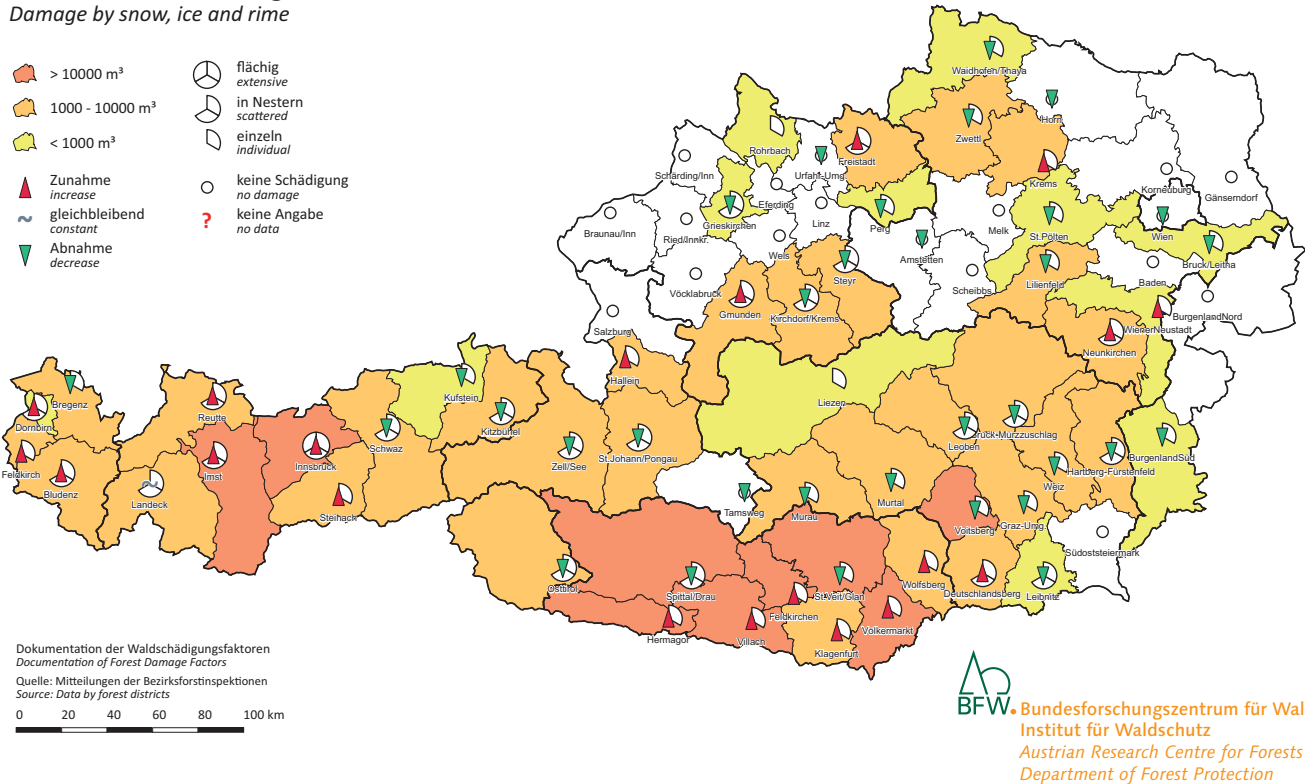 Damage by snow, ice and rime
> 10000 m³
1000 - 10000 m³
< 1000 m³
Zunahme
increase
~ gleichbleibend
constant
Abnahme
decrease
flächig
extensive
in Nestern
scattered
einzeln
individual
keine Schädigung
no damage
? keine Angabe
no data
Waidhofen/Thaya
Horn
Zwettl
Krems
Rohrbach
Freistadt
Schärding/Inn
Urfahr-Umg.
Eferding
Grieskirchen
Linz
Perg
Braunau/Inn
Ried/Innkr.
Wels
Steyr
Amstetten
Melk
St.Pölten
Korneuburg
Gänserndorf
Wien
Bruck/Leitha
Vöcklabruck
Scheibbs
Lilienfeld
Baden
Gmunden
Kirchdorf/Krems
Salzburg
BurgenlandNord
WienerNeustadt
Neunkirchen
Hallein
Kufstein
Liezen
Bregenz
Dornbirn
Reutte
Kitzbühel
Schwaz
Innsbruck
Imst
Feldkirch
Bludenz
Landeck
Steinach
Zell/See
St.Johann/Pongau
Leoben
Bruck-Mürzzuschlag
Hartberg-Fürstenfeld
BurgenlandSüd
Weiz
Tamsweg
Murau
Murtal
Voitsberg
Graz-Umg.
Südoststeiermark
Osttirol
Spittal/Drau
St.Veit/Glan
Wolfsberg
Deutschlandsberg
Leibnitz
Feldkirchen
Hermagor
Villach
Völkermarkt
Klagenfurt
Dokumentation der Waldschädigungsfaktoren
Documentation of Forest Damage Factors
Quelle: Mitteilungen der Bezirksforstinspektionen
Source: Data by forest districts
0 20 40 60 80 100 km
BFW
Bundesforschungszentrum für Wal
Institut für Waldschutz
Austrian Research Centre for Forests
Department of Forest Protection